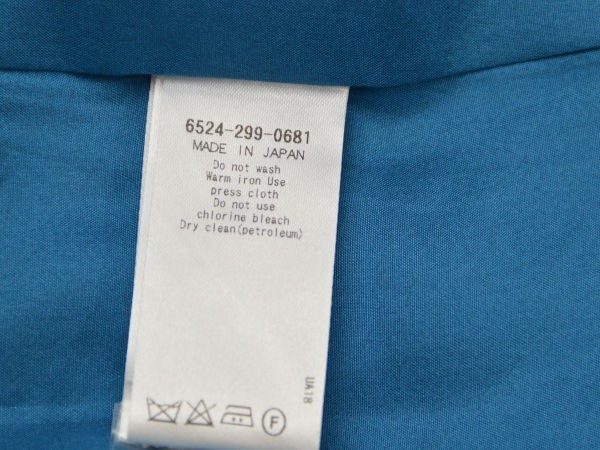 6524-299-0681
MADE IN JAPAN
Do not wash
Warm iron Use
press cloth
Do not use
chlorine bleach
Dry clean(petroleum)
UA18
F